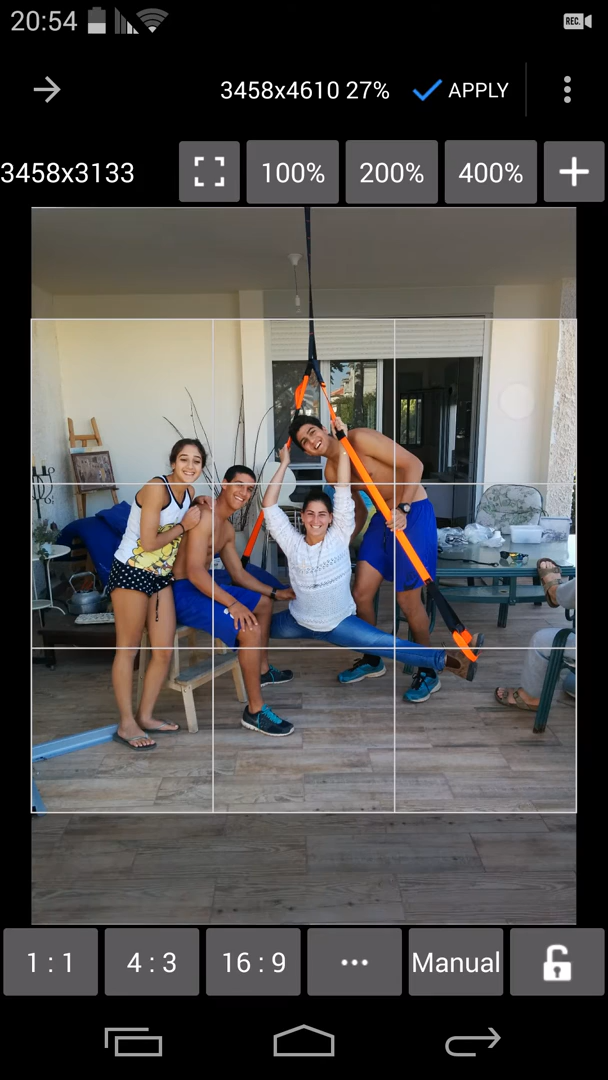 20:54 REC.
3458x4610 27% APPLY
3458x3133 100% 200% 400%
1 : 1 4 : 3 16 : 9 ... Manual